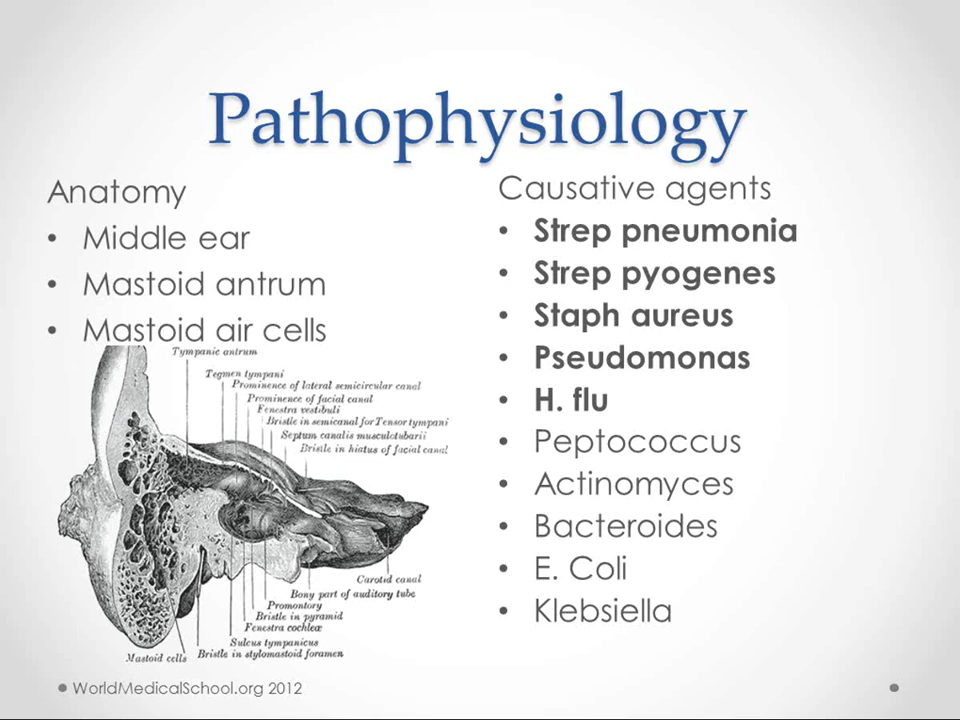 Pathophysiology
Anatomy
• Middle ear
• Mastoid antrum
• Mastoid air cells
Tympanic antrum
Tegmen tympani
Prominence of lateral semicircular canal
Prominence of facial canal
Fenestra vestibuli
Bristle in semicanal for Tensor tympani
Septum canalis musculotubarii
Bristle in hiatus of facial canal
Carotid canal
Bony part of auditory tube
Promontory
Bristle in pyramid
Fenestra cochleæ
Sulcus tympanicus
Bristle in stylomastoid foramen
Mastoid cells
Causative agents
• Strep pneumonia
• Strep pyogenes
• Staph aureus
• Pseudomonas
• H. flu
• Peptococcus
• Actinomyces
• Bacteroides
• E. Coli
• Klebsiella
WorldMedicalSchool.org 2012